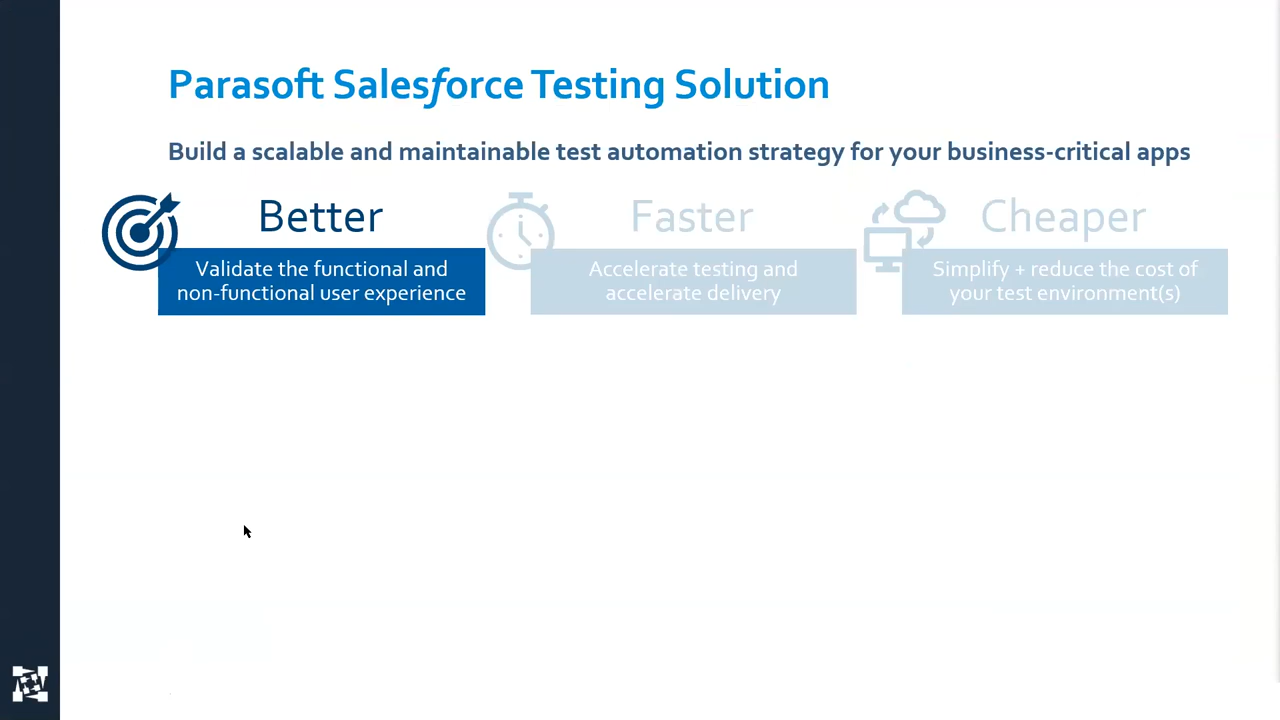 Parasoft Salesforce Testing Solution
Build a scalable and maintainable test automation strategy for your business-critical apps
Better
Validate the functional and
non-functional user experience
Faster
Accelerate testing and
accelerate delivery
Cheaper
Simplify + reduce the cost of
your test environment(s)